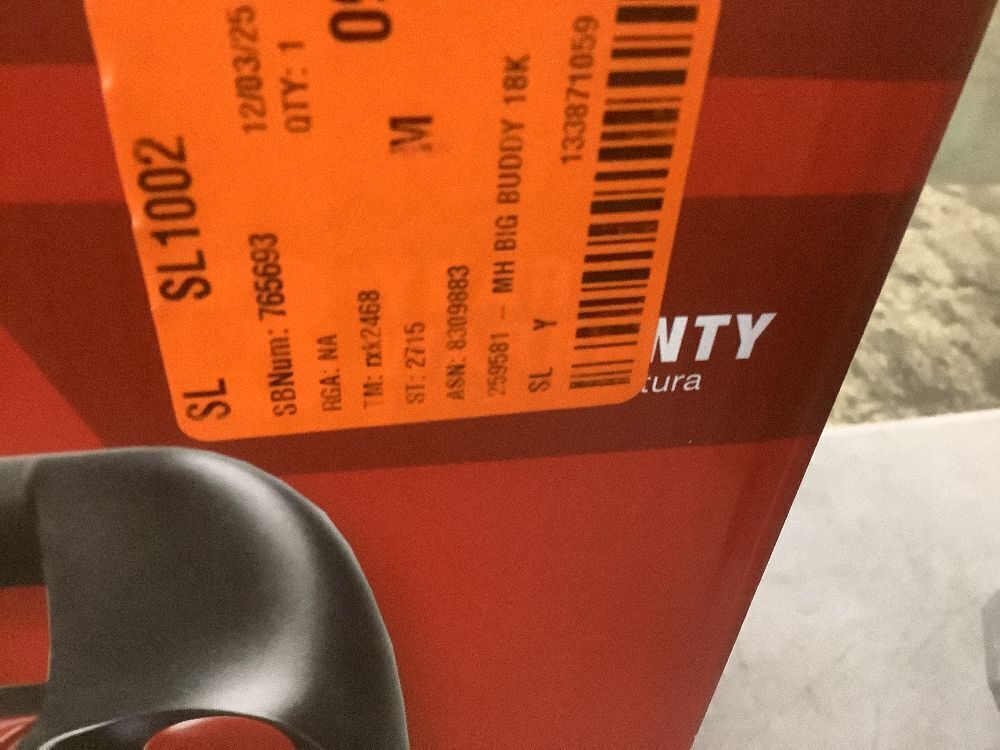 SL SL1002
12/03/25
SBNum: 765693 QTY: 1
RGA: NA
TM: rxk2468
ST: 2715 M
ASN: 8309883
259581 - MH BIG BUDDY 18K
SL Y
133871059
NTY
tura